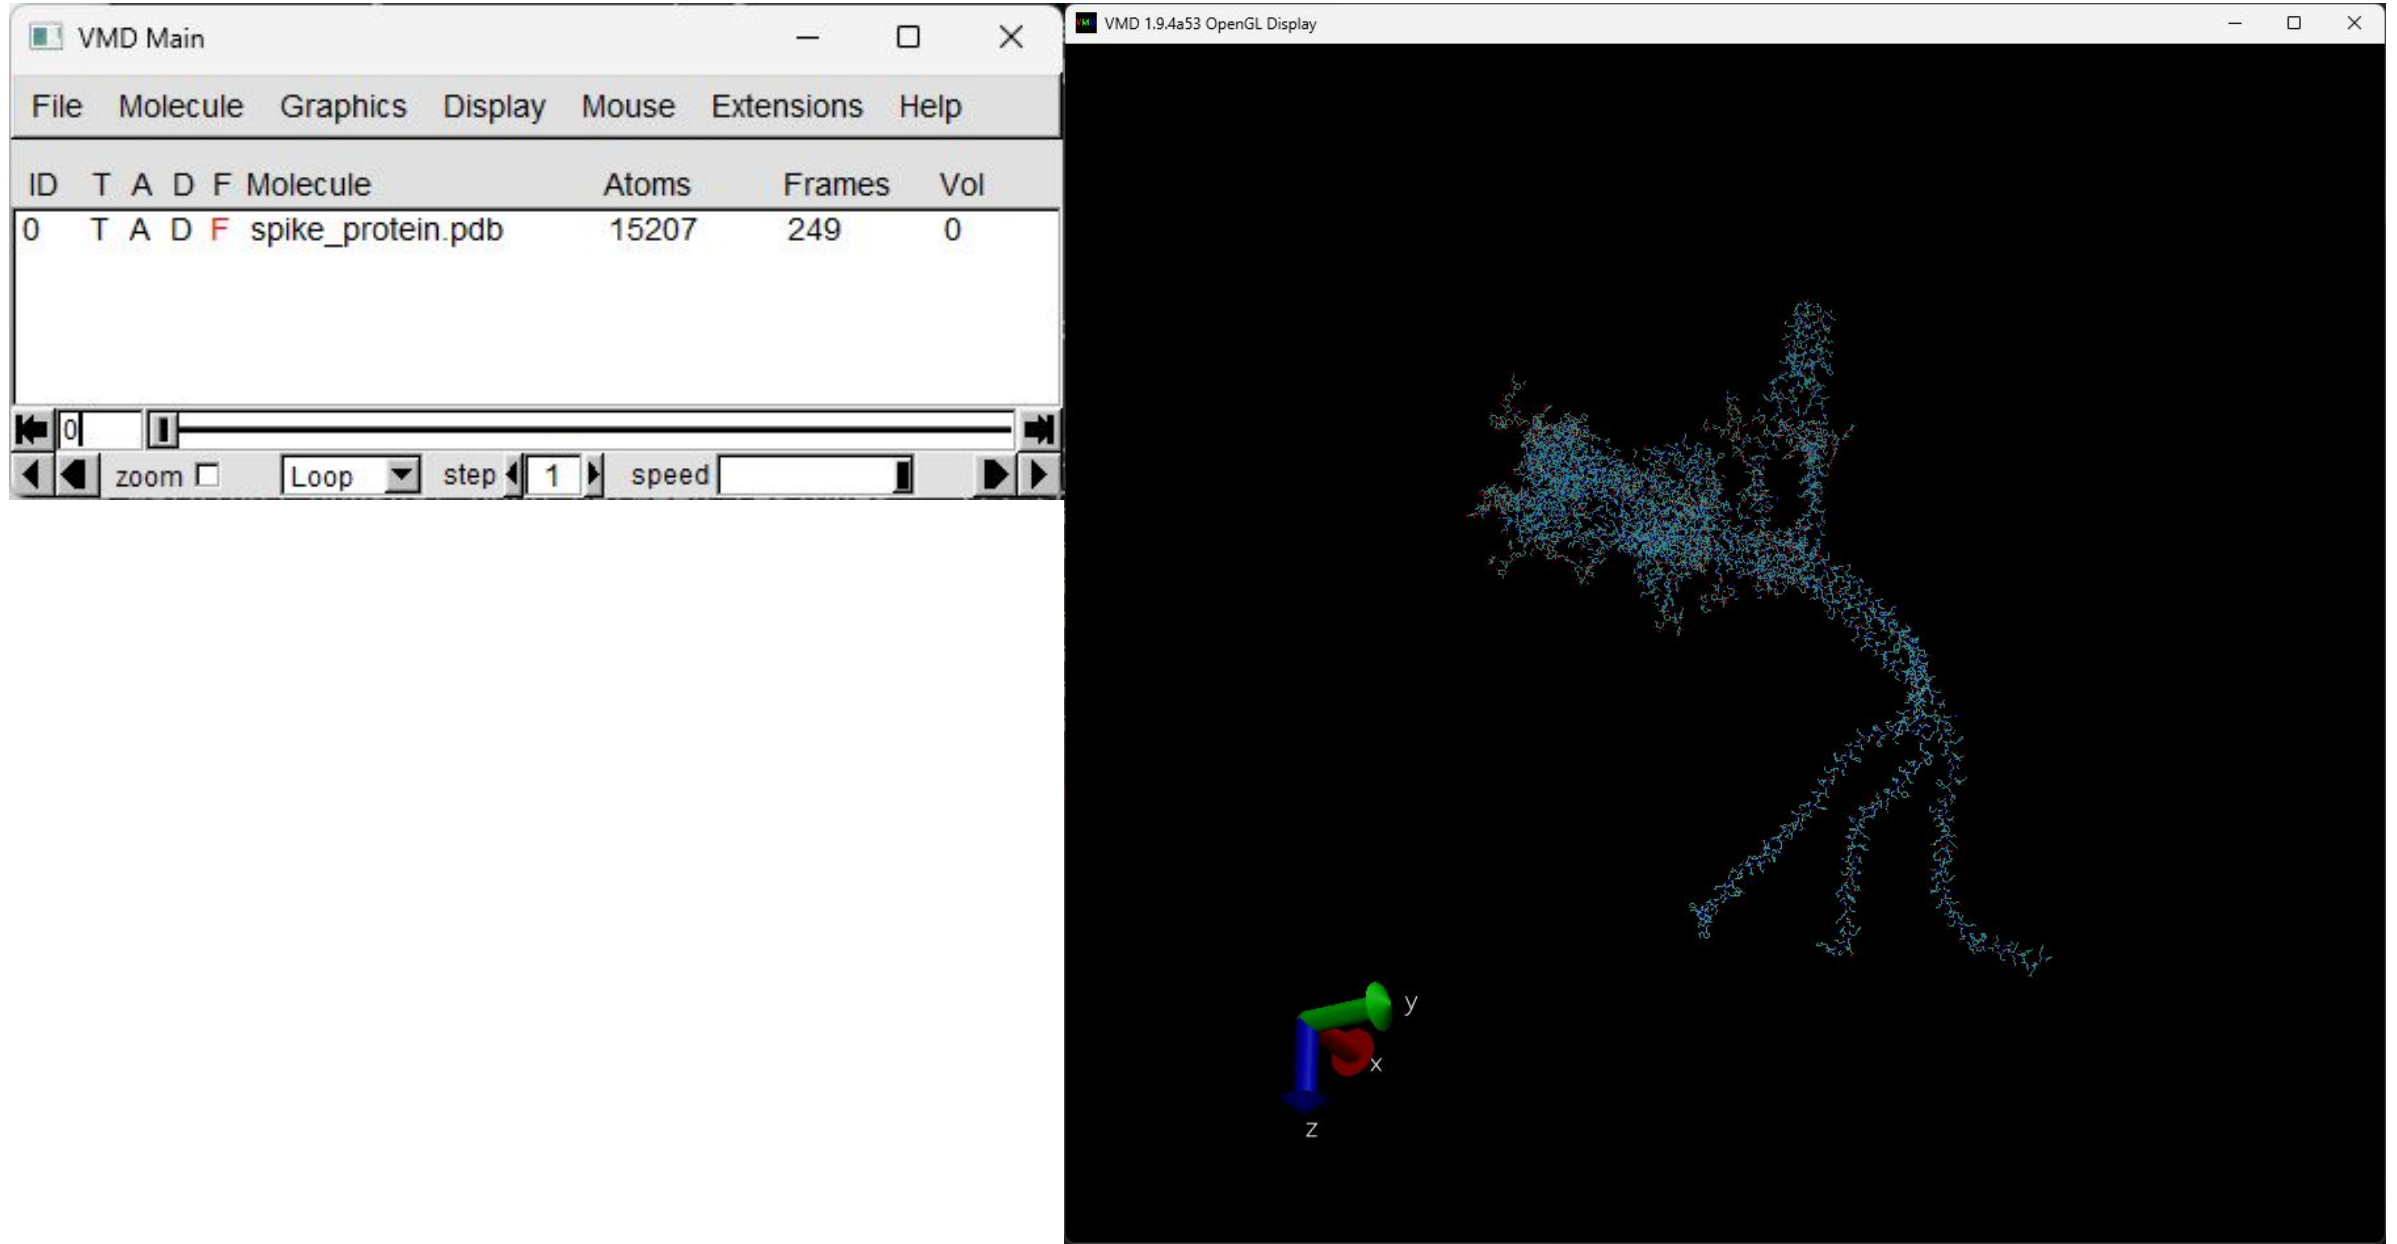 VMD Main
File Molecule Graphics Display Mouse Extensions Help
ID T A D F Molecule Atoms Frames Vol
0 T A D F spike_protein.pdb 15207 249 0
0
zoom Loop step 1 speed
VMD 1.9.4a53 OpenGL Display
y
x
z